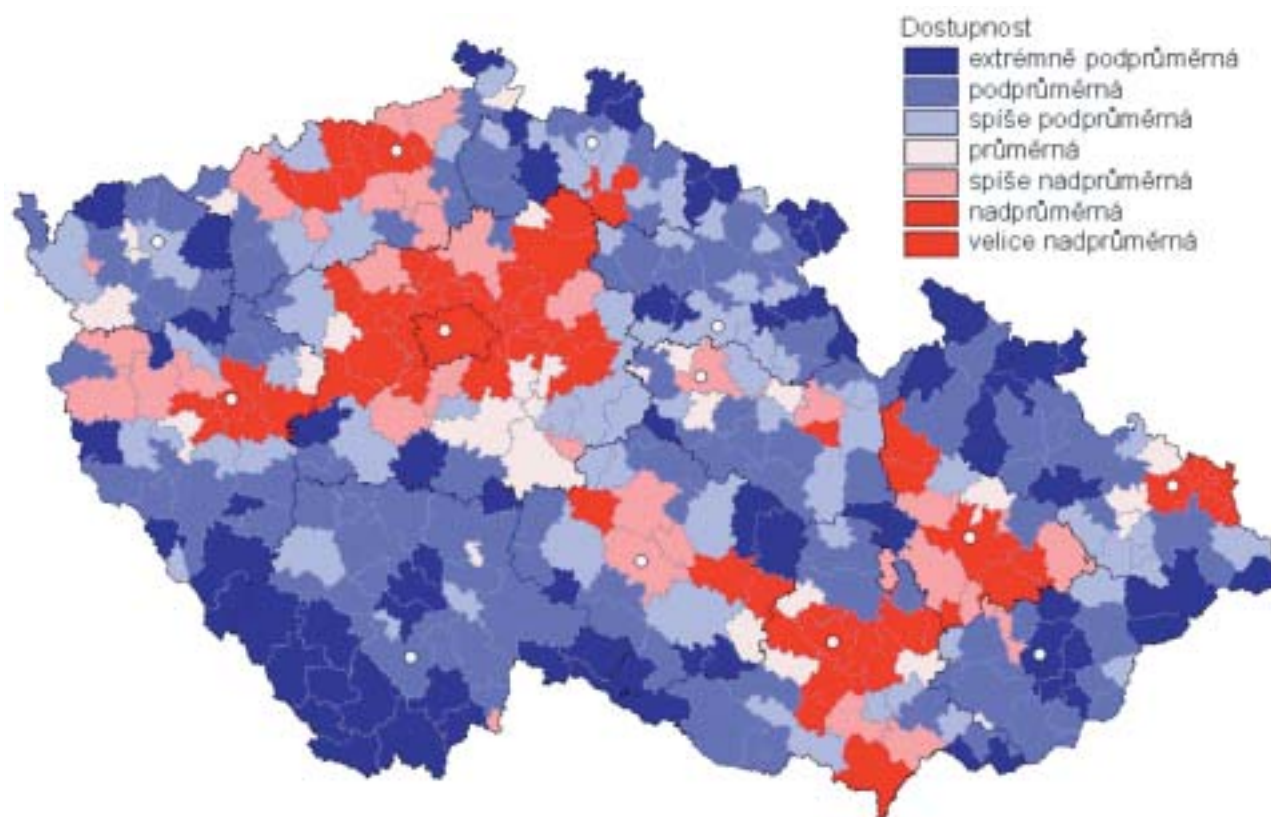 Dostupnost
extrémně podprůměrná
podprůměrná
spíše podprůměrná
průměrná
spíše nadprůměrná
nadprůměrná
velice nadprůměrná